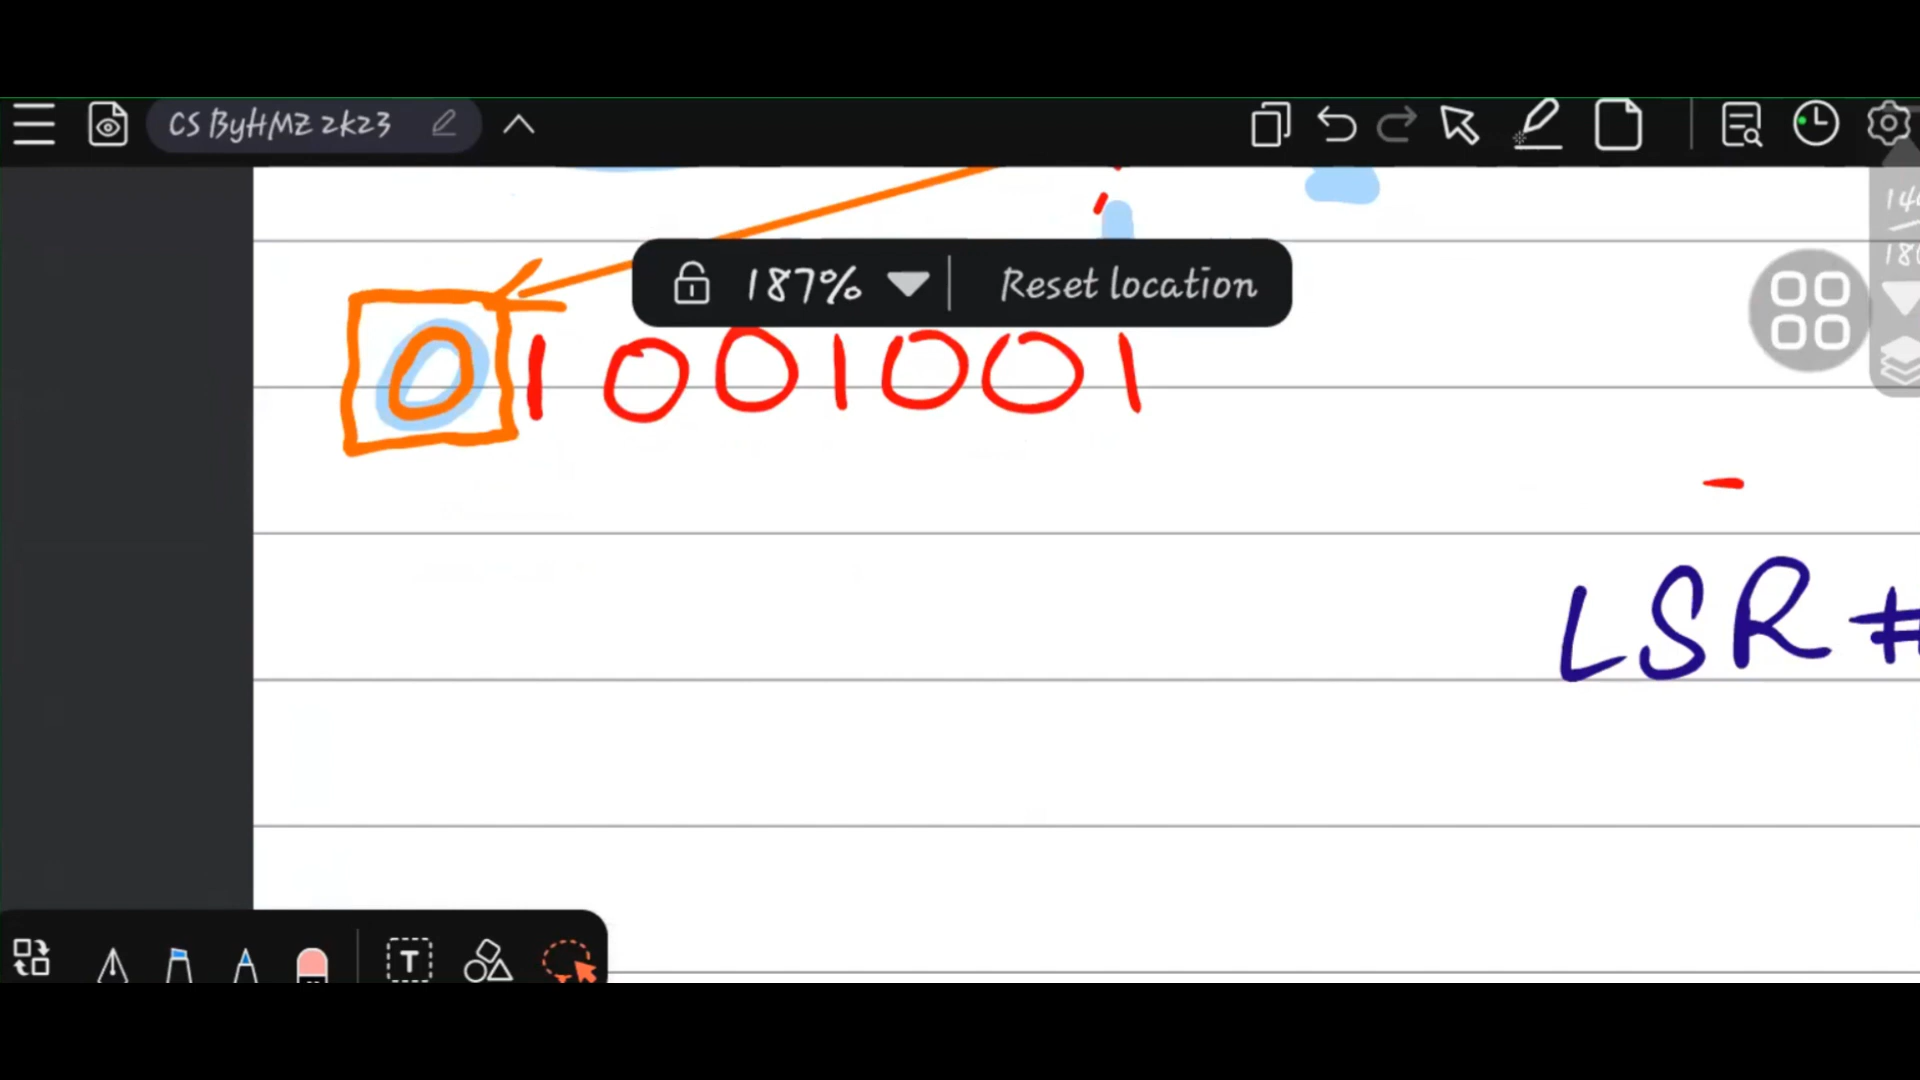 CS ByHMZ 2k23
187% Reset location
01001001
LSR #
T